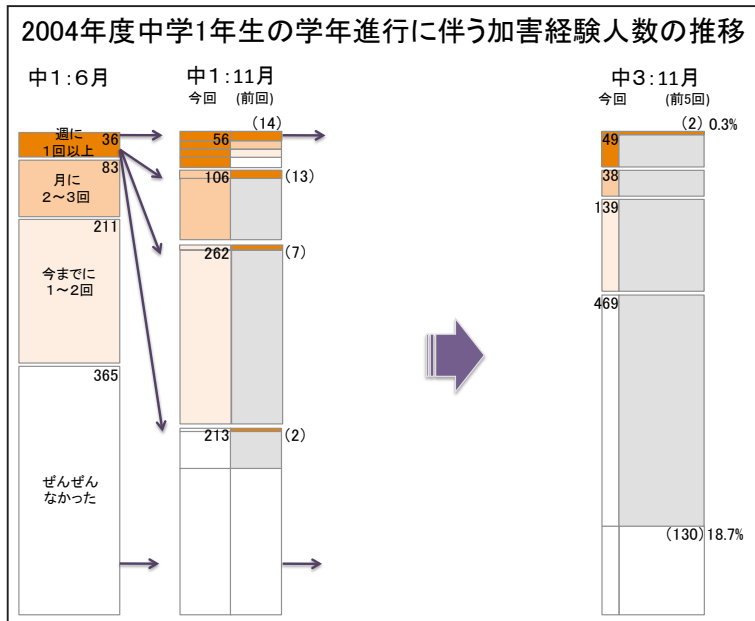 2004年度中学1年生の学年進行に伴う加害経験人数の推移
中1:6月
中1:11月
今回 (前回)
中3:11月
今回 (前5回)
週に
1回以上
36
月に
2〜3回
83
今までに
1〜2回
211
ぜんぜん
なかった
365
(14)
56
106
(13)
262
(7)
213
(2)
(2) 0.3%
49
38
139
469
(130) 18.7%